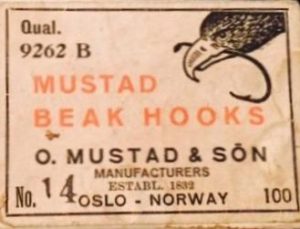 Qual.
9262 B
MUSTAD
BEAK HOOKS
O. MUSTAD & SÖN
MANUFACTURERS
ESTABL. 1832
No. 14 OSLO - NORWAY 100